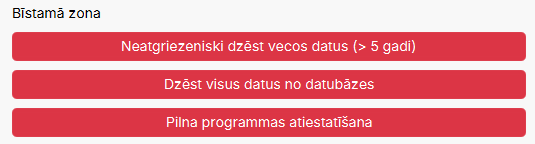 Bīstamā zona
Neatgriezeniski dzēst vecos datus (> 5 gadi)
Dzēst visus datus no datubāzes
Pilna programmas atiestatīšana